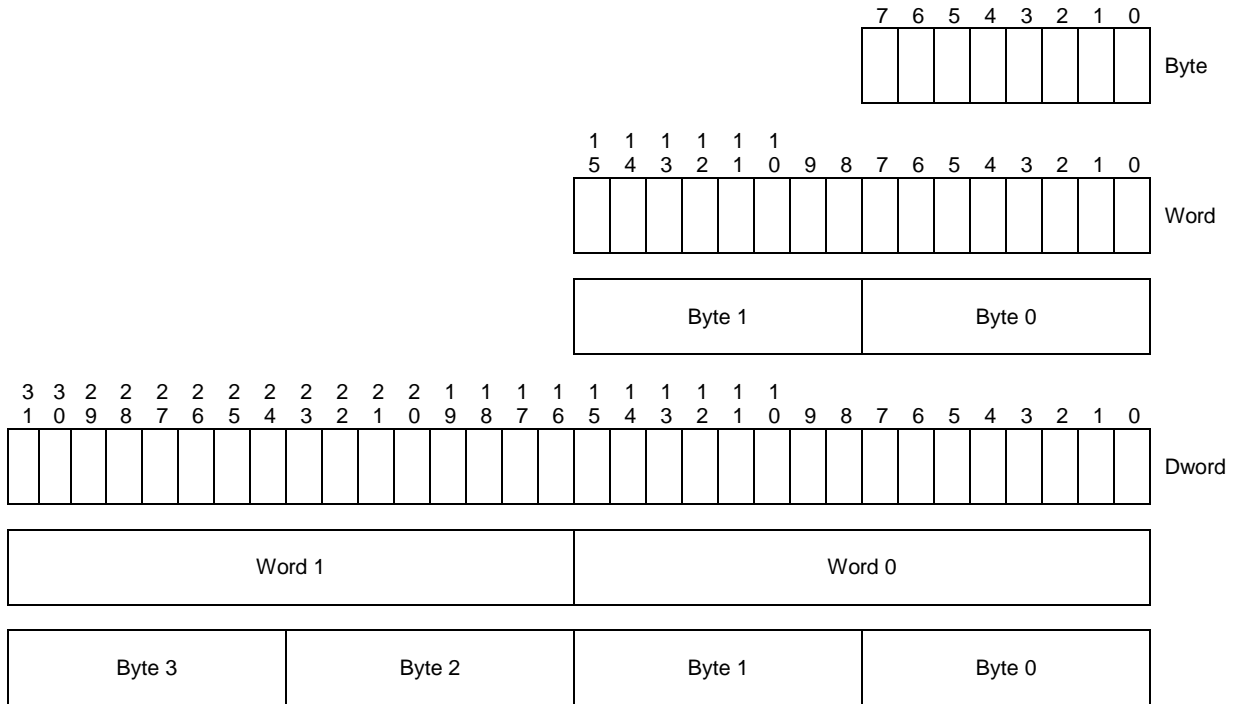 7 6 5 4 3 2 1 0
Byte
1 1 1 1 1 1
5 4 3 2 1 0 9 8 7 6 5 4 3 2 1 0
Word
Byte 1 Byte 0
3 3 2 2 2 2 2 2 2 2 2 2 1 1 1 1 1 1 1 1 1 1
1 0 9 8 7 6 5 4 3 2 1 0 9 8 7 6 5 4 3 2 1 0 9 8 7 6 5 4 3 2 1 0
Dword
Word 1 Word 0
Byte 3 Byte 2 Byte 1 Byte 0